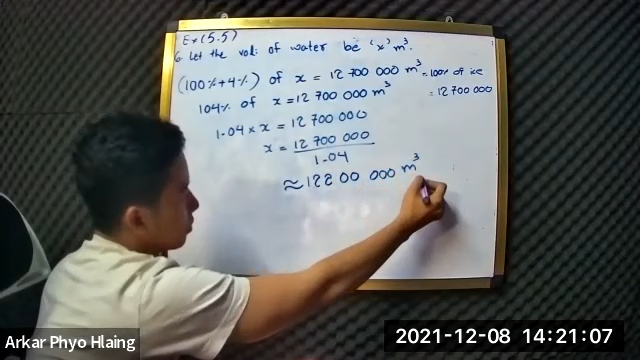 Ex (5.5)
6. Let the vol: of water be 'x' m³.
(100% + 4%) of x = 12 700 000 m³ = 100% of ice
104% of x = 12 700 000 m³ = 12 700 000
1.04 × x = 12 700 000
x = 12 700 000
1.04
≈ 12200 000 m³
Arkar Phyo Hlaing
2021-12-08 14:21:07